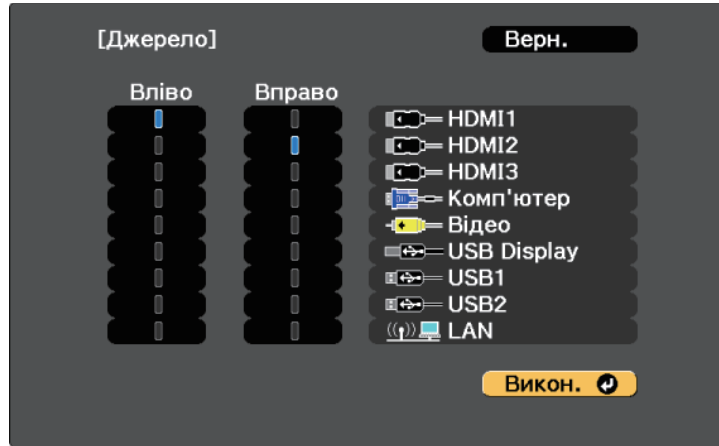 [Джерело] Верн.
Вліво Вправо
HDMI1
HDMI2
HDMI3
Комп'ютер
Відео
USB Display
USB1
USB2
LAN
Викон.